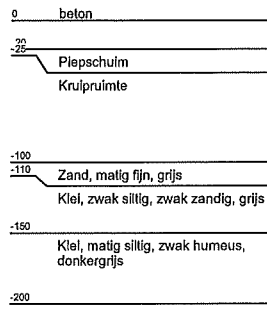 0 beton
-20
-25
Piepschuim
Kruipruimte
-100
-110
Zand, matig fijn, grijs
Klei, zwak siltig, zwak zandig, grijs
-150
Klei, matig siltig, zwak humeus,
donkergrijs
-200